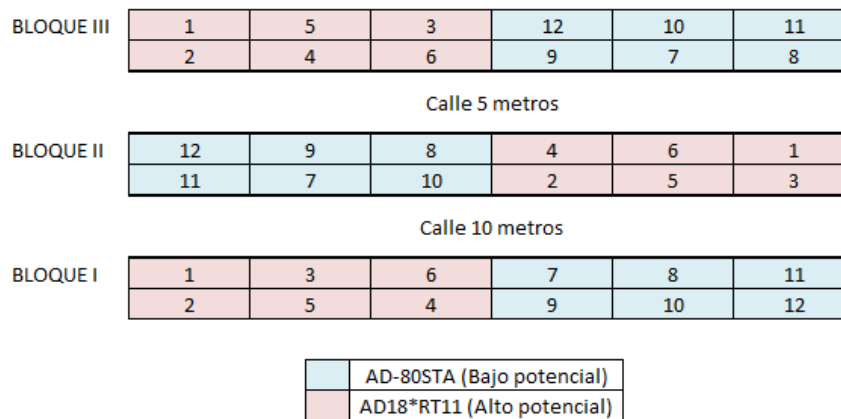 BLOQUE III 1 5 3 12 10 11
2 4 6 9 7 8
Calle 5 metros
BLOQUE II 12 9 8 4 6 1
11 7 10 2 5 3
Calle 10 metros
BLOQUE I 1 3 6 7 8 11
2 5 4 9 10 12
AD-80STA (Bajo potencial)
AD18*RT11 (Alto potencial)